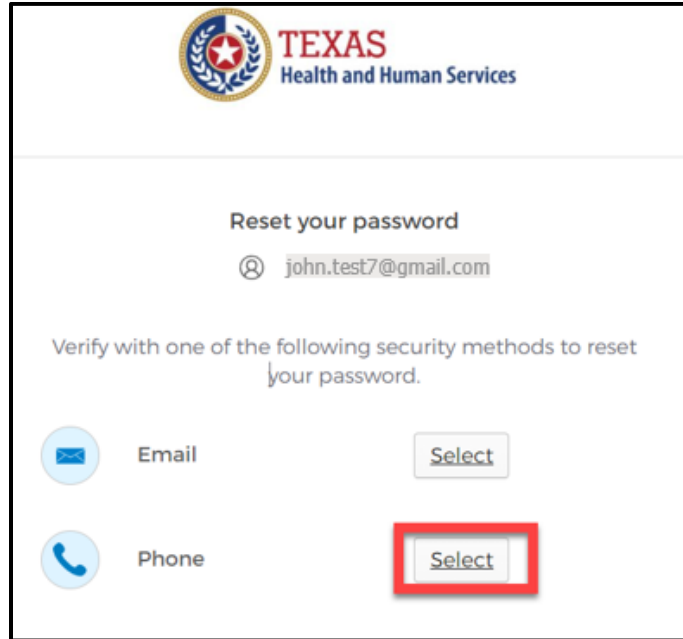 TEXAS
Health and Human Services
Reset your password
john.test7@gmail.com
Verify with one of the following security methods to reset
your password.
Email Select
Phone Select